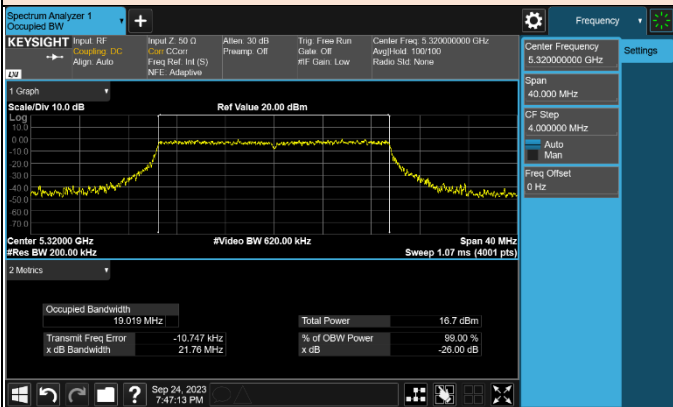 Spectrum Analyzer 1
Occupied BW
+
Frequency
KEYSIGHT Input: RF Input Z: 50 Ω Atten: 30 dB Trig: Free Run Center Freq: 5.320000000 GHz
Coupling: DC Corr CCorr Preamp: Off Gate: Off Avg|Hold: 100/100
Align: Auto Freq Ref: Int (S) #IF Gain: Low Radio Std: None
NFE: Adaptive
LXI
Center Frequency
5.320000000 GHz
Settings
Span
40.000 MHz
CF Step
4.000000 MHz
Auto
Man
Freq Offset
0 Hz
1 Graph
Scale/Div 10.0 dB Ref Value 20.00 dBm
Log
10.0
0.00
-10.0
-20.0
-30.0
-40.0
-50.0
-60.0
-70.0
Center 5.32000 GHz #Video BW 620.00 kHz Span 40 MHz
#Res BW 200.00 kHz Sweep 1.07 ms (4001 pts)
2 Metrics
Occupied Bandwidth
19.019 MHz Total Power 16.7 dBm
Transmit Freq Error -10.747 kHz % of OBW Power 99.00 %
x dB Bandwidth 21.76 MHz x dB -26.00 dB
? Sep 24, 2023
7:47:13 PM